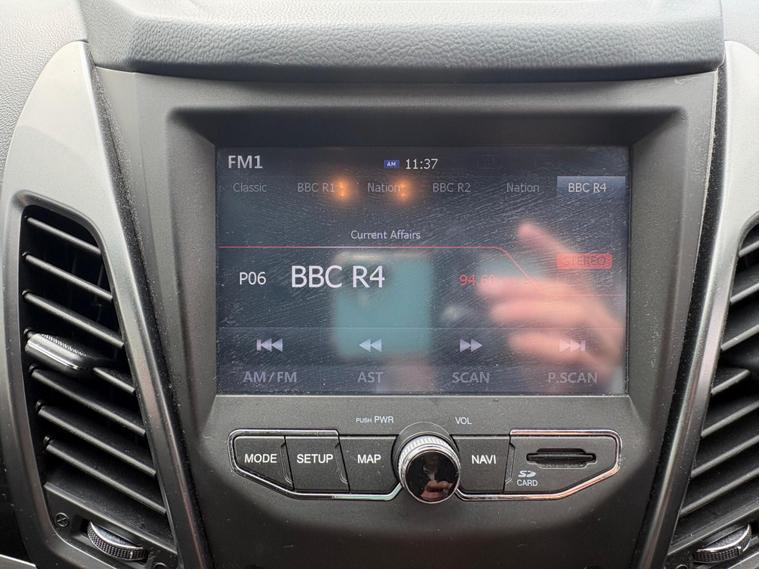 FM1 AM 11:37
Classic BBC R1 Nation BBC R2 Nation BBC R4
Current Affairs
STEREO
P06 BBC R4
AM/FM AST SCAN P.SCAN
PUSH PWR VOL
MODE SETUP MAP NAVI
SD
CARD